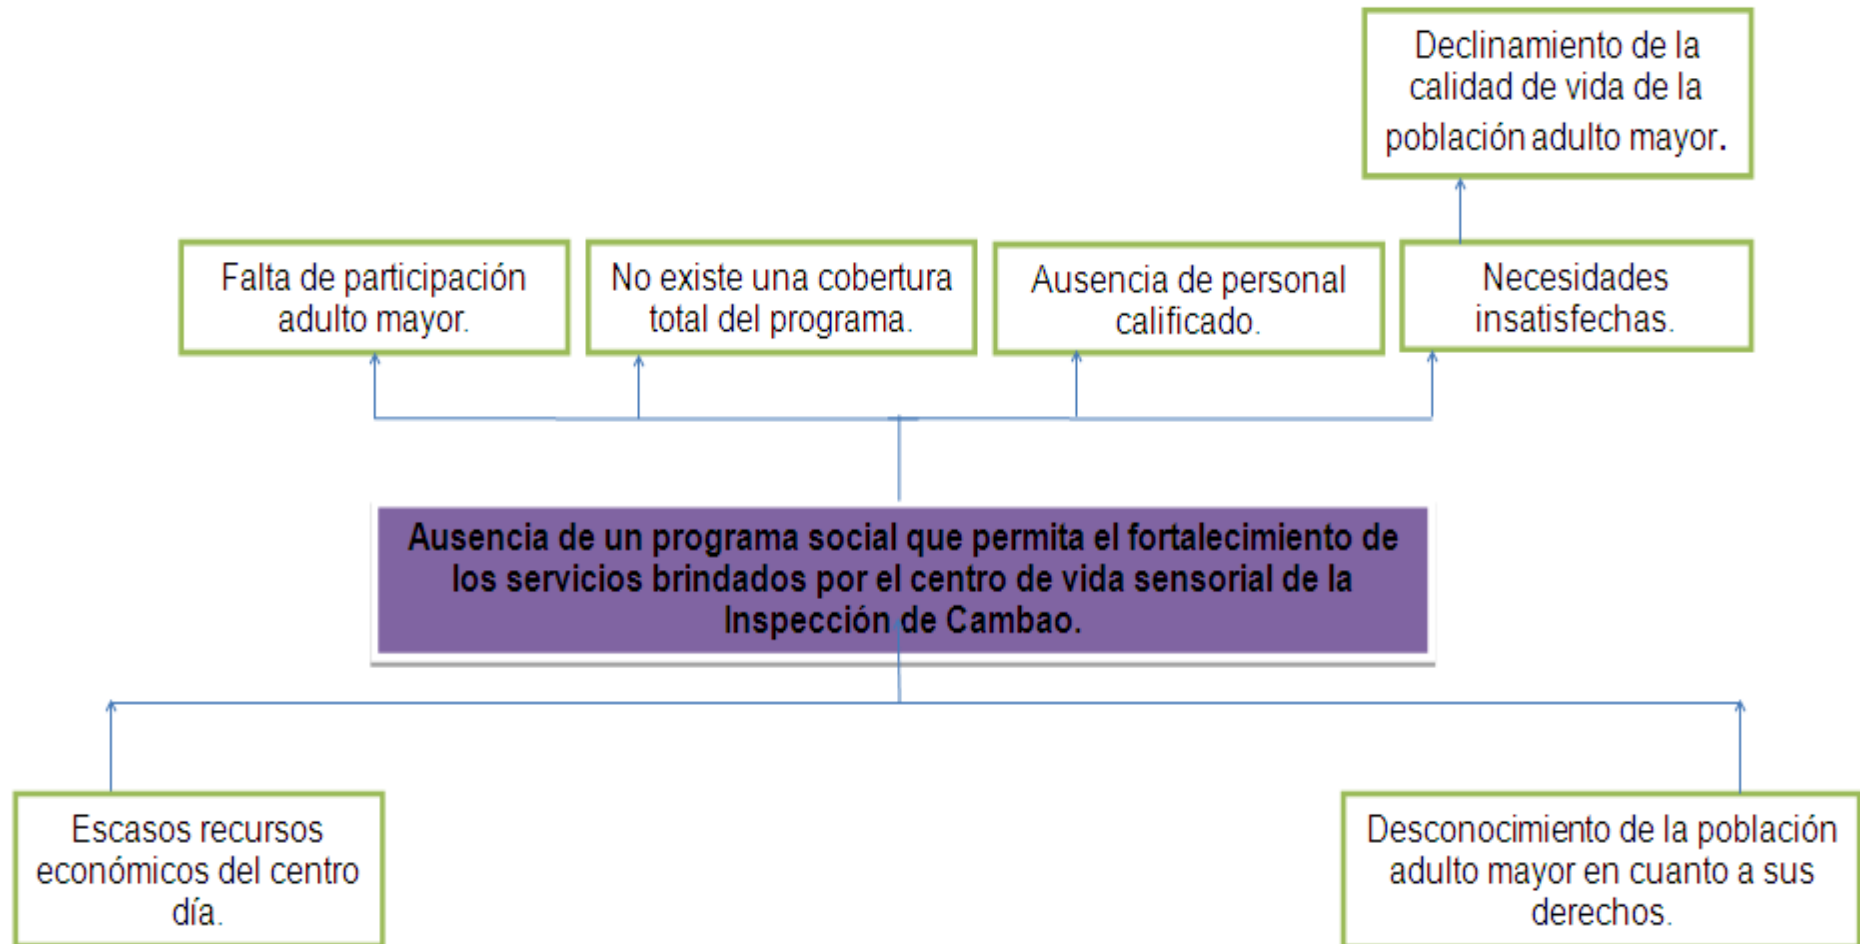 Declinamiento de la
calidad de vida de la
población adulto mayor.
Falta de participación
adulto mayor.
No existe una cobertura
total del programa.
Ausencia de personal
calificado.
Necesidades
insatisfechas.
Ausencia de un programa social que permita el fortalecimiento de
los servicios brindados por el centro de vida sensorial de la
Inspección de Cambao.
Escasos recursos
económicos del centro
día.
Desconocimiento de la población
adulto mayor en cuanto a sus
derechos.